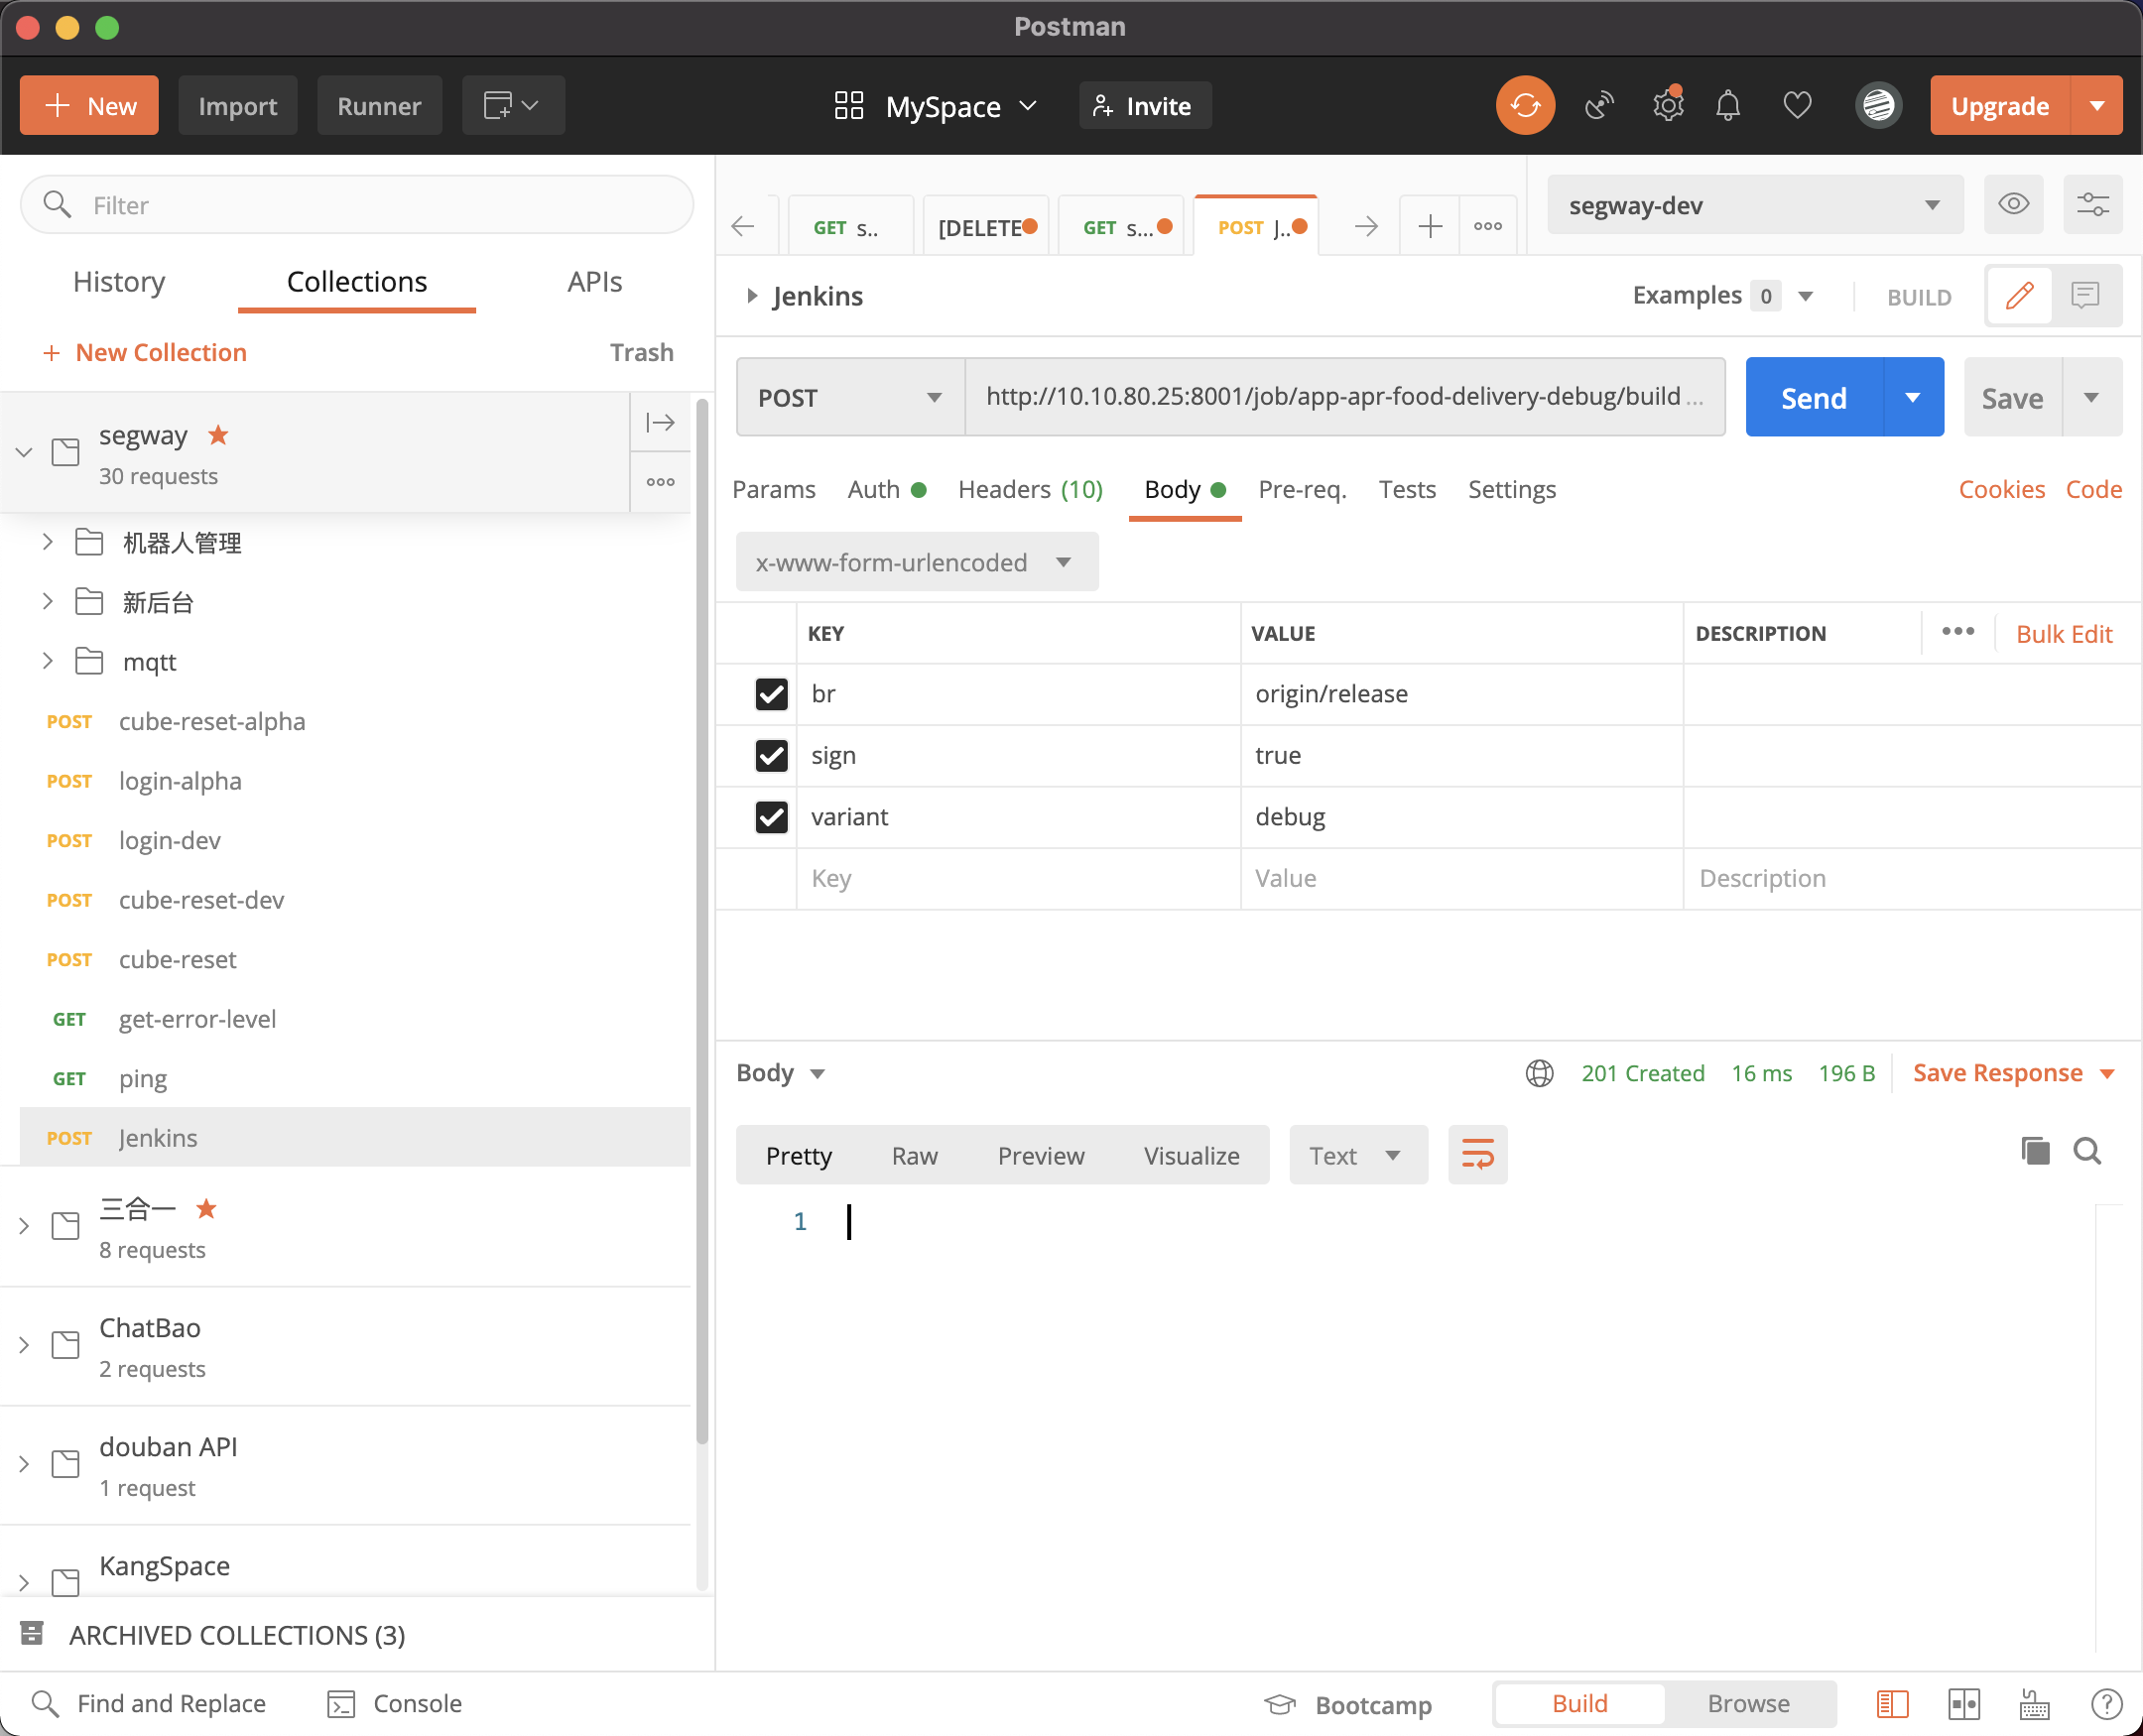 Postman
New
Import
Runner
MySpace
Invite
Upgrade
Filter
History
Collections
APIs
+ New Collection
Trash
segway
30 requests
机器人管理
新后台
mqtt
POST cube-reset-alpha
POST login-alpha
POST login-dev
POST cube-reset-dev
POST cube-reset
GET get-error-level
GET ping
POST Jenkins
三合一
8 requests
ChatBao
2 requests
douban API
1 request
KangSpace
ARCHIVED COLLECTIONS (3)
GET s..
[DELETE
GET s...
POST J..
segway-dev
Jenkins
Examples 0
BUILD
POST
http://10.10.80.25:8001/job/app-apr-food-delivery-debug/build ...
Send
Save
Params
Auth
Headers (10)
Body
Pre-req.
Tests
Settings
Cookies
Code
x-www-form-urlencoded
KEY VALUE DESCRIPTION
Bulk Edit
br origin/release
sign true
variant debug
Key Value Description
Body
201 Created 16 ms 196 B
Save Response
Pretty Raw Preview Visualize
Text
1
Find and Replace
Console
Bootcamp
Build
Browse